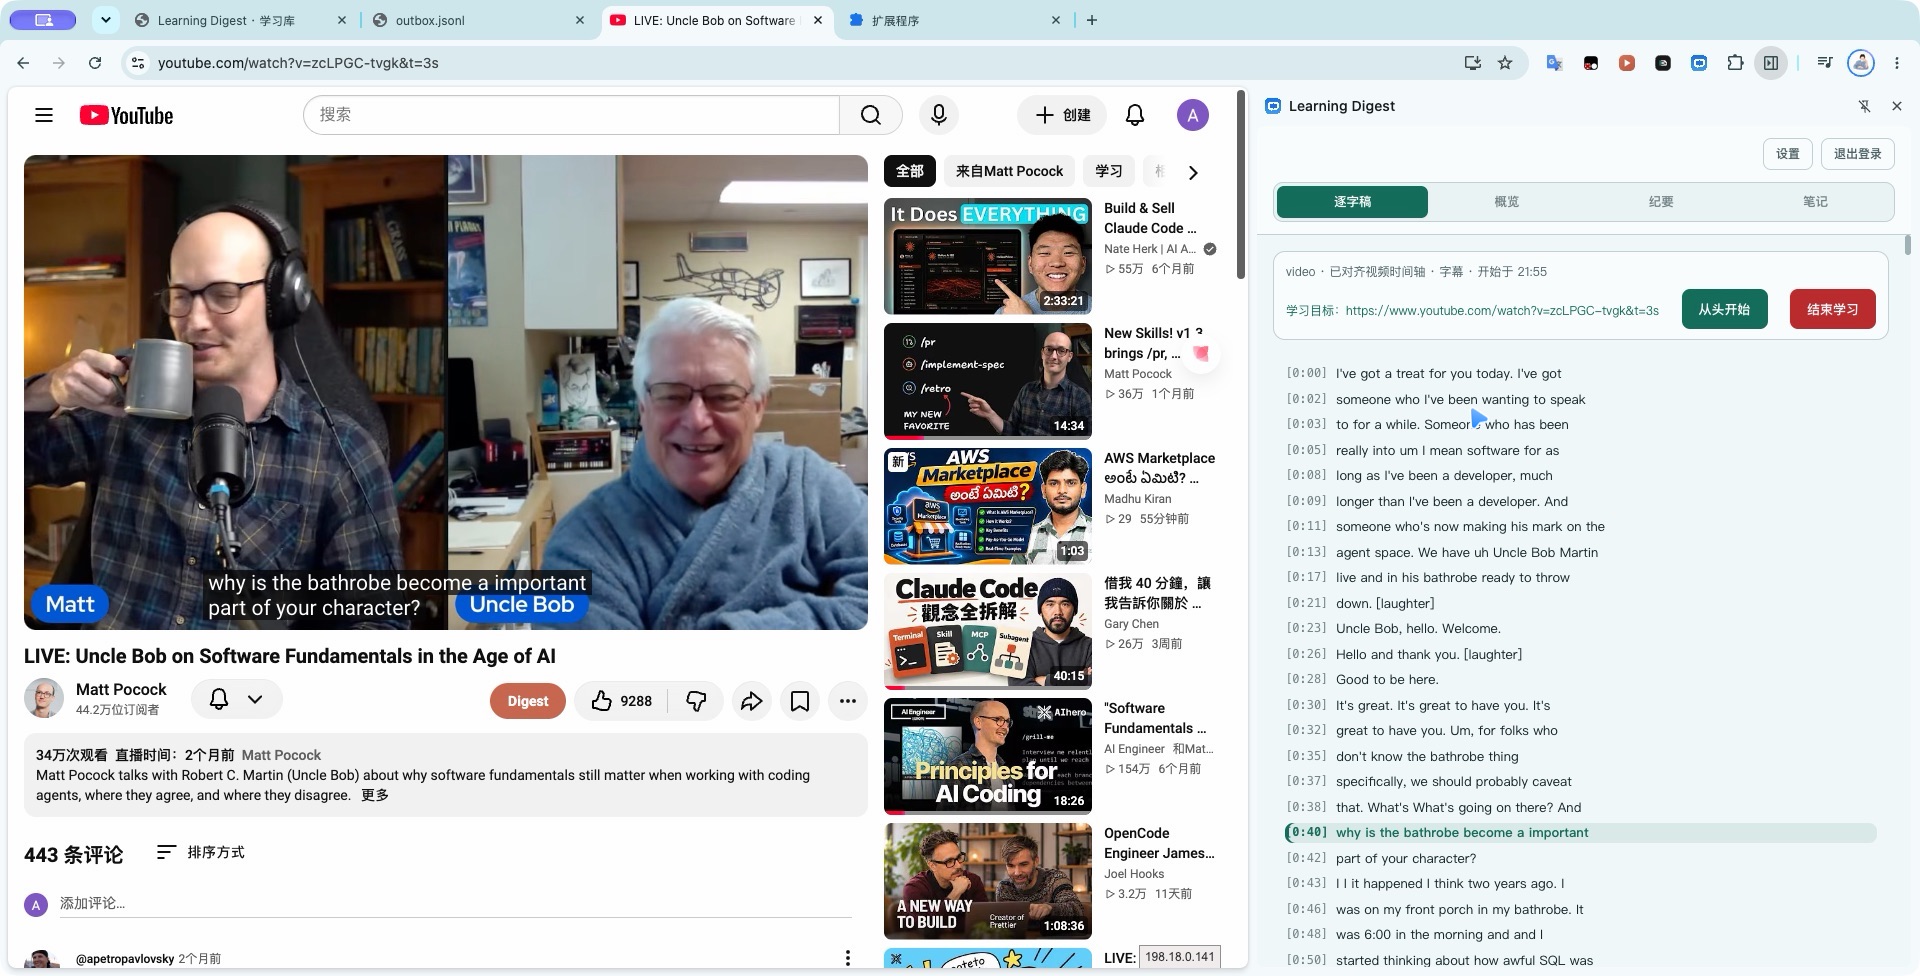 Learning Digest · 学习库
outbox.jsonl
LIVE: Uncle Bob on Software
扩展程序
youtube.com/watch?v=zcLPGC-tvgk&t=3s
YouTube
搜索
创建
A
why is the bathrobe become a important
part of your character?
Matt
Uncle Bob
LIVE: Uncle Bob on Software Fundamentals in the Age of AI
Matt Pocock
44.2万位订阅者
Digest
9288
34万次观看 直播时间：2个月前 Matt Pocock
Matt Pocock talks with Robert C. Martin (Uncle Bob) about why software fundamentals still matter when working with coding
agents, where they agree, and where they disagree. 更多
443 条评论
排序方式
A
添加评论...
@apetropavlovsky 2个月前
全部
来自Matt Pocock
学习
It Does EVERYTHING
2:33:21
Build & Sell
Claude Code ...
Nate Herk | AI A...
55万 6个月前
/pr
/implement-spec
/retro
MY NEW
FAVORITE
14:34
New Skills! v1.3
brings /pr, ...
Matt Pocock
36万 1个月前
新
AWS
Marketplace
అంటే ఏమిటి?
1:03
AWS Marketplace
అంటే ఏమిటి? ...
Madhu Kiran
29 55分钟前
Claude Code
觀念全拆解
Terminal
Skill
MCP
Subagent
40:15
借我 40 分鐘，讓
我告訴你關於 ...
Gary Chen
26万 3周前
AI Engineer
AIhero
/grill-me
Principles for
AI Coding
18:26
"Software
Fundamentals ...
AI Engineer 和Mat...
154万 6个月前
A NEW WAY
TO BUILD
Creator of
Prettier
1:08:36
OpenCode
Engineer James...
Joel Hooks
3.2万 11天前
LIVE:
198.18.0.141
Learning Digest
设置
退出登录
逐字稿
概览
纪要
笔记
video · 已对齐视频时间轴 · 字幕 · 开始于 21:55
学习目标：https://www.youtube.com/watch?v=zcLPGC-tvgk&t=3s
从头开始
结束学习
[0:00] I've got a treat for you today. I've got
[0:02] someone who I've been wanting to speak
[0:03] to for a while. Someone who has been
[0:05] really into um I mean software for as
[0:08] long as I've been a developer, much
[0:09] longer than I've been a developer. And
[0:11] someone who's now making his mark on the
[0:13] agent space. We have uh Uncle Bob Martin
[0:17] live and in his bathrobe ready to throw
[0:21] down. [laughter]
[0:23] Uncle Bob, hello. Welcome.
[0:26] Hello and thank you. [laughter]
[0:28] Good to be here.
[0:30] It's great. It's great to have you. It's
[0:32] great to have you. Um, for folks who
[0:35] don't know the bathrobe thing
[0:37] specifically, we should probably caveat
[0:38] that. What's What's going on there? And
[0:40] why is the bathrobe become a important
[0:42] part of your character?
[0:43] I I it happened I think two years ago. I
[0:46] was on my front porch in my bathrobe. It
[0:48] was 6:00 in the morning and and I
[0:50] started thinking about how awful SQL was